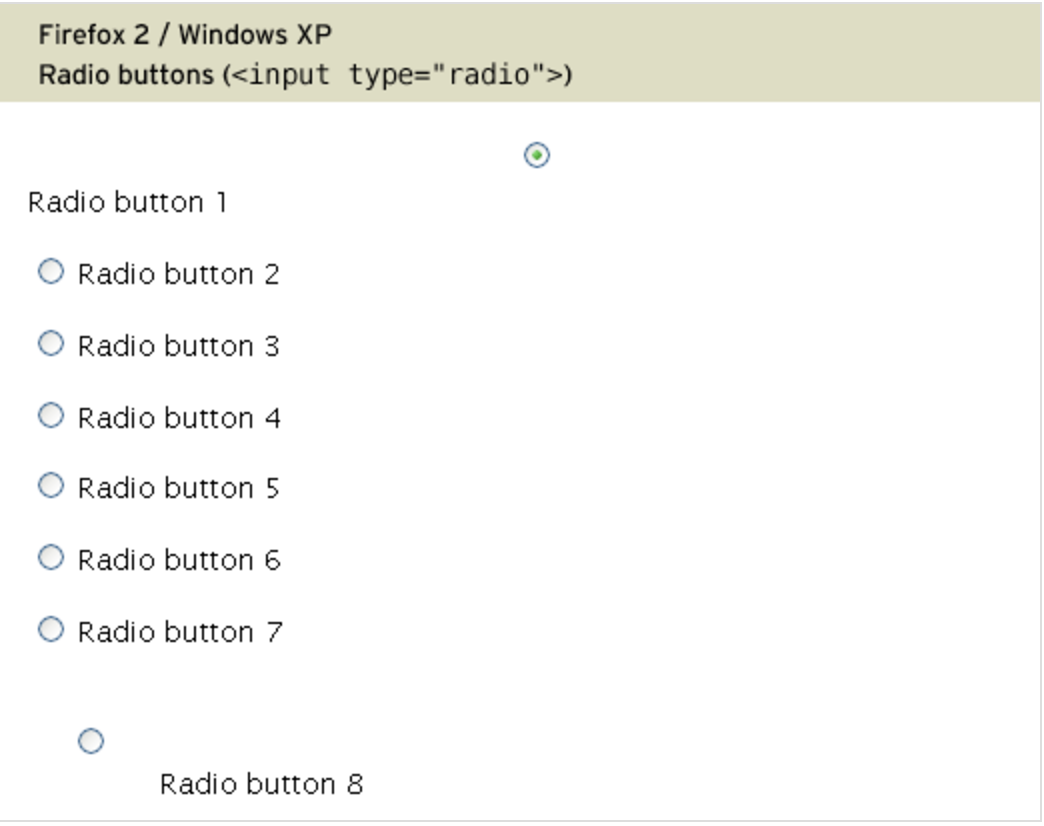 Firefox 2 / Windows XP
Radio buttons (<input type="radio">)
Radio button 1
Radio button 2
Radio button 3
Radio button 4
Radio button 5
Radio button 6
Radio button 7
Radio button 8